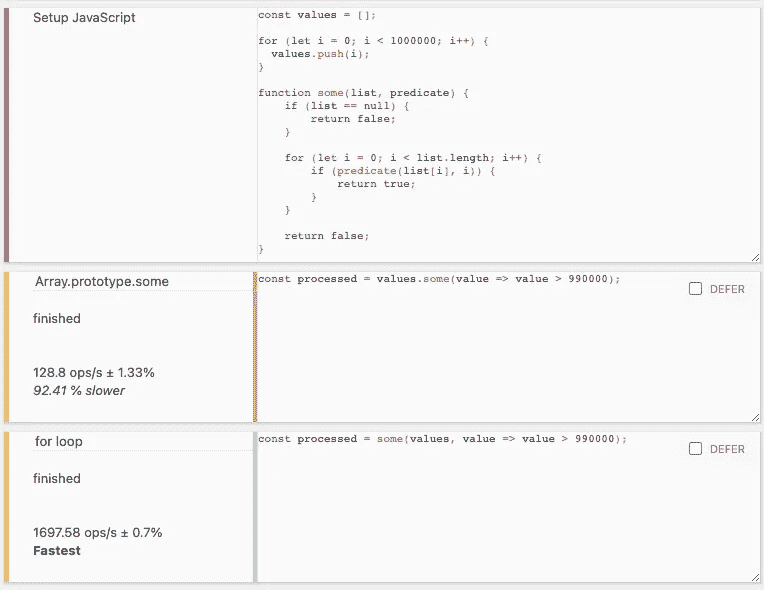 Setup JavaScript
const values = [];
for (let i = 0; i < 1000000; i++) {
  values.push(i);
}
function some(list, predicate) {
    if (list == null) {
        return false;
    }
    for (let i = 0; i < list.length; i++) {
        if (predicate(list[i], i)) {
            return true;
        }
    }
    return false;
}
Array.prototype.some
const processed = values.some(value => value > 990000);
DEFER
finished
128.8 ops/s ± 1.33%
92.41 % slower
for loop
const processed = some(values, value => value > 990000);
DEFER
finished
1697.58 ops/s ± 0.7%
Fastest